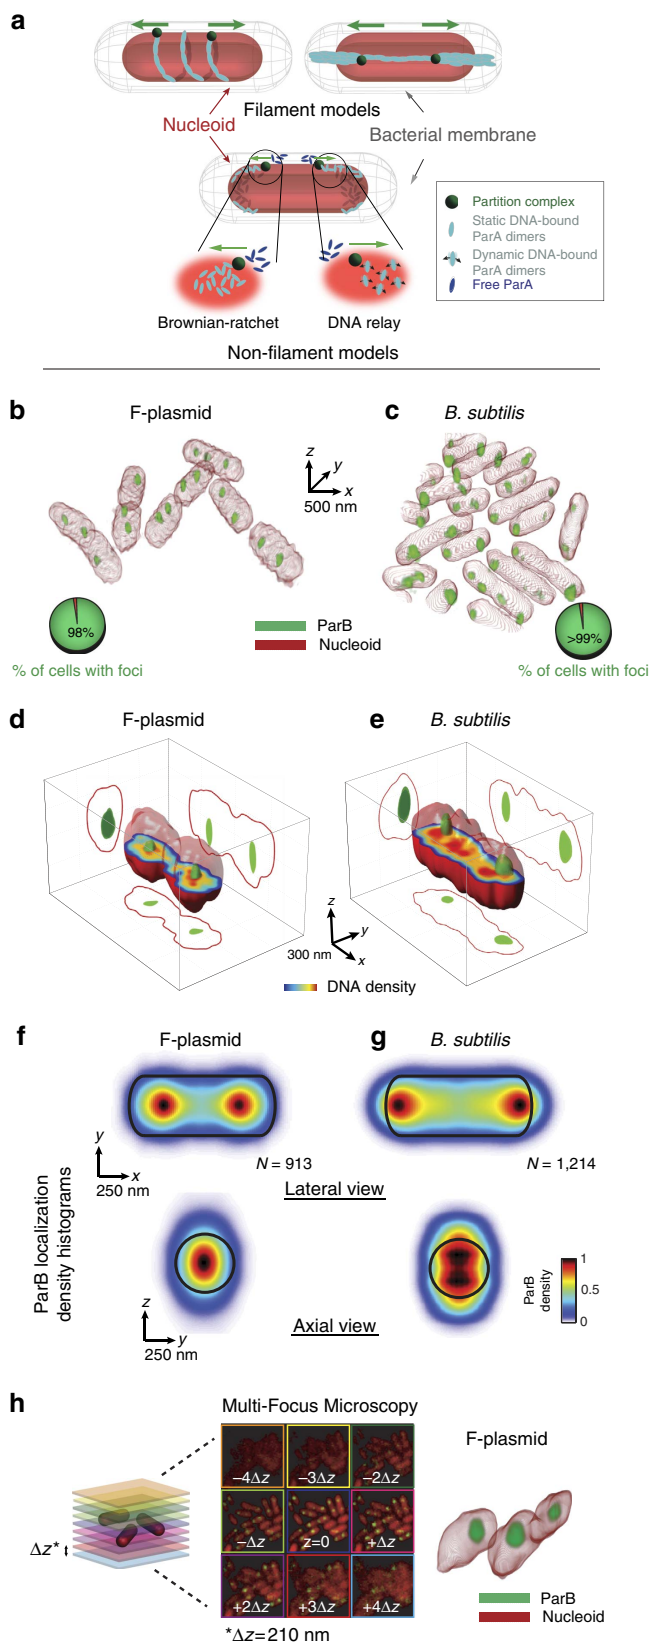 a
Filament models
Nucleoid
Bacterial membrane
Partition complex
Static DNA-bound
ParA dimers
Dynamic DNA-bound
ParA dimers
Free ParA
Brownian-ratchet
DNA relay
Non-filament models
b
F-plasmid
c
B. subtilis
z
y
x
500 nm
98%
% of cells with foci
ParB
Nucleoid
>99%
% of cells with foci
d
F-plasmid
e
B. subtilis
z
y
x
300 nm
DNA density
f
F-plasmid
g
B. subtilis
y
x
250 nm
N = 913
N = 1,214
Lateral view
ParB localization
density histograms
z
y
250 nm
Axial view
ParB
density
1
0.5
0
h
Multi-Focus Microscopy
F-plasmid
–4Δz
–3Δz
–2Δz
–Δz
z=0
+Δz
+2Δz
+3Δz
+4Δz
Δz*
*Δz=210 nm
ParB
Nucleoid